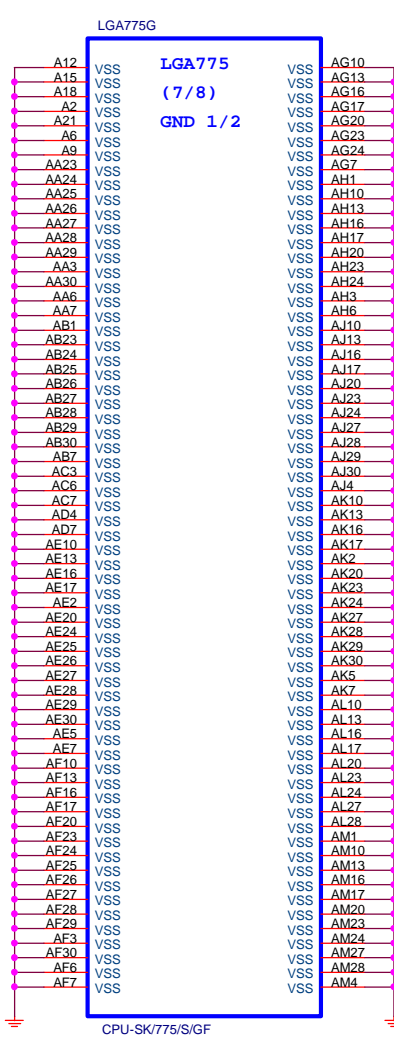 LGA775G
A12 VSS LGA775 VSS AG10
A15 VSS VSS AG13
A18 VSS (7/8) VSS AG16
A2 VSS VSS AG17
A21 VSS GND 1/2 VSS AG20
A6 VSS VSS AG23
A9 VSS VSS AG24
AA23 VSS VSS AG7
AA24 VSS VSS AH1
AA25 VSS VSS AH10
AA26 VSS VSS AH13
AA27 VSS VSS AH16
AA28 VSS VSS AH17
AA29 VSS VSS AH20
AA3 VSS VSS AH23
AA30 VSS VSS AH24
AA6 VSS VSS AH3
AA7 VSS VSS AH6
AB1 VSS VSS AJ10
AB23 VSS VSS AJ13
AB24 VSS VSS AJ16
AB25 VSS VSS AJ17
AB26 VSS VSS AJ20
AB27 VSS VSS AJ23
AB28 VSS VSS AJ24
AB29 VSS VSS AJ27
AB30 VSS VSS AJ28
AB7 VSS VSS AJ29
AC3 VSS VSS AJ30
AC6 VSS VSS AJ4
AC7 VSS VSS AK10
AD4 VSS VSS AK13
AD7 VSS VSS AK16
AE10 VSS VSS AK17
AE13 VSS VSS AK2
AE16 VSS VSS AK20
AE17 VSS VSS AK23
AE2 VSS VSS AK24
AE20 VSS VSS AK27
AE24 VSS VSS AK28
AE25 VSS VSS AK29
AE26 VSS VSS AK30
AE27 VSS VSS AK5
AE28 VSS VSS AK7
AE29 VSS VSS AL10
AE30 VSS VSS AL13
AE5 VSS VSS AL16
AE7 VSS VSS AL17
AF10 VSS VSS AL20
AF13 VSS VSS AL23
AF16 VSS VSS AL24
AF17 VSS VSS AL27
AF20 VSS VSS AL28
AF23 VSS VSS AM1
AF24 VSS VSS AM10
AF25 VSS VSS AM13
AF26 VSS VSS AM16
AF27 VSS VSS AM17
AF28 VSS VSS AM20
AF29 VSS VSS AM23
AF3 VSS VSS AM24
AF30 VSS VSS AM27
AF6 VSS VSS AM28
AF7 VSS VSS AM4
CPU-SK/775/S/GF